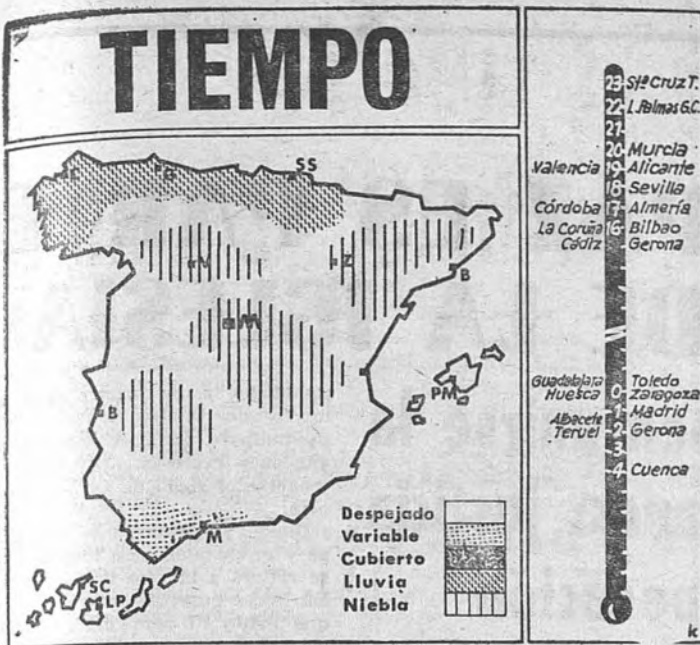 TIEMPO
C G SS
V Z
B
M
PM
B
M
SC
LP
Despejado
Variable
Cubierto
Lluvia
Niebla
23 Stª Cruz T.
22 L. Palmas G.C.
21
20 Murcia
Valencia 19 Alicante
18 Sevilla
Córdoba 17 Almería
La Coruña 16 Bilbao
Cádiz Gerona
Guadalajara 0 Toledo
Huesca Zaragoza
1 Madrid
Albacete
Teruel 2 Gerona
3
4 Cuenca
k